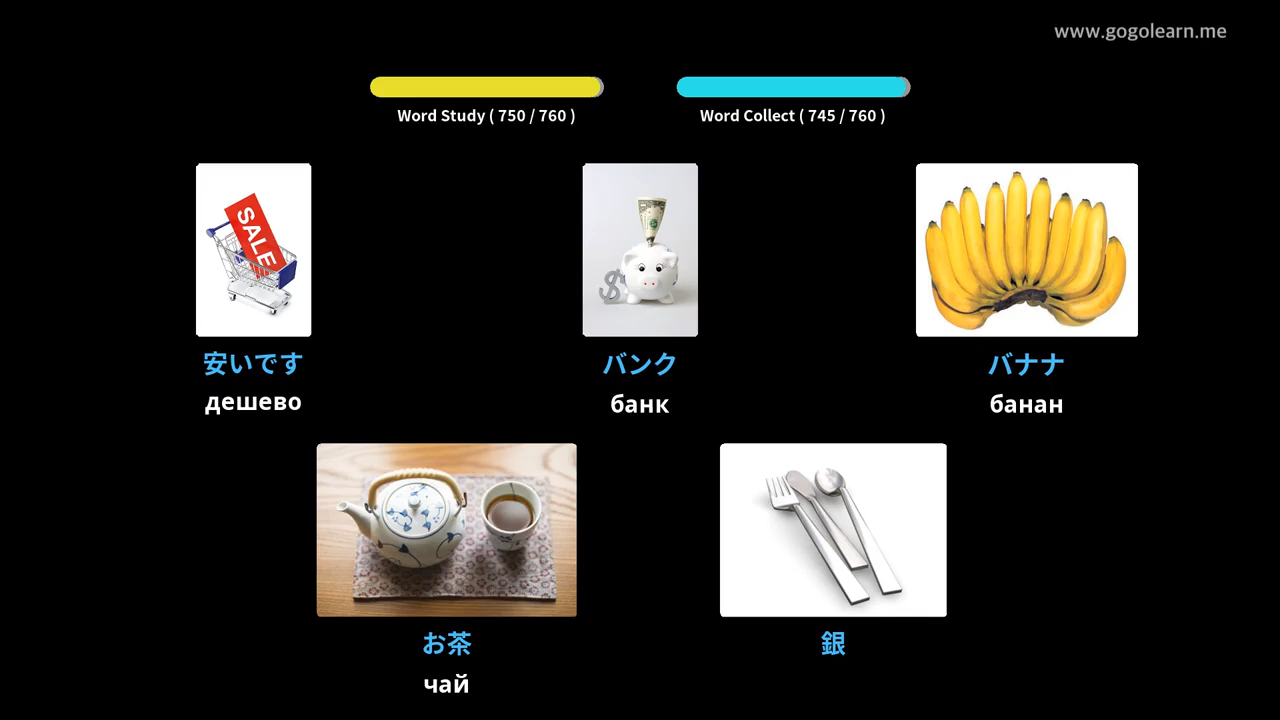 www.gogolearn.me
Word Study ( 750 / 760 )
Word Collect ( 745 / 760 )
SALE
$
安いです
バンク
バナナ
дешево
банк
банан
お茶
銀
чай